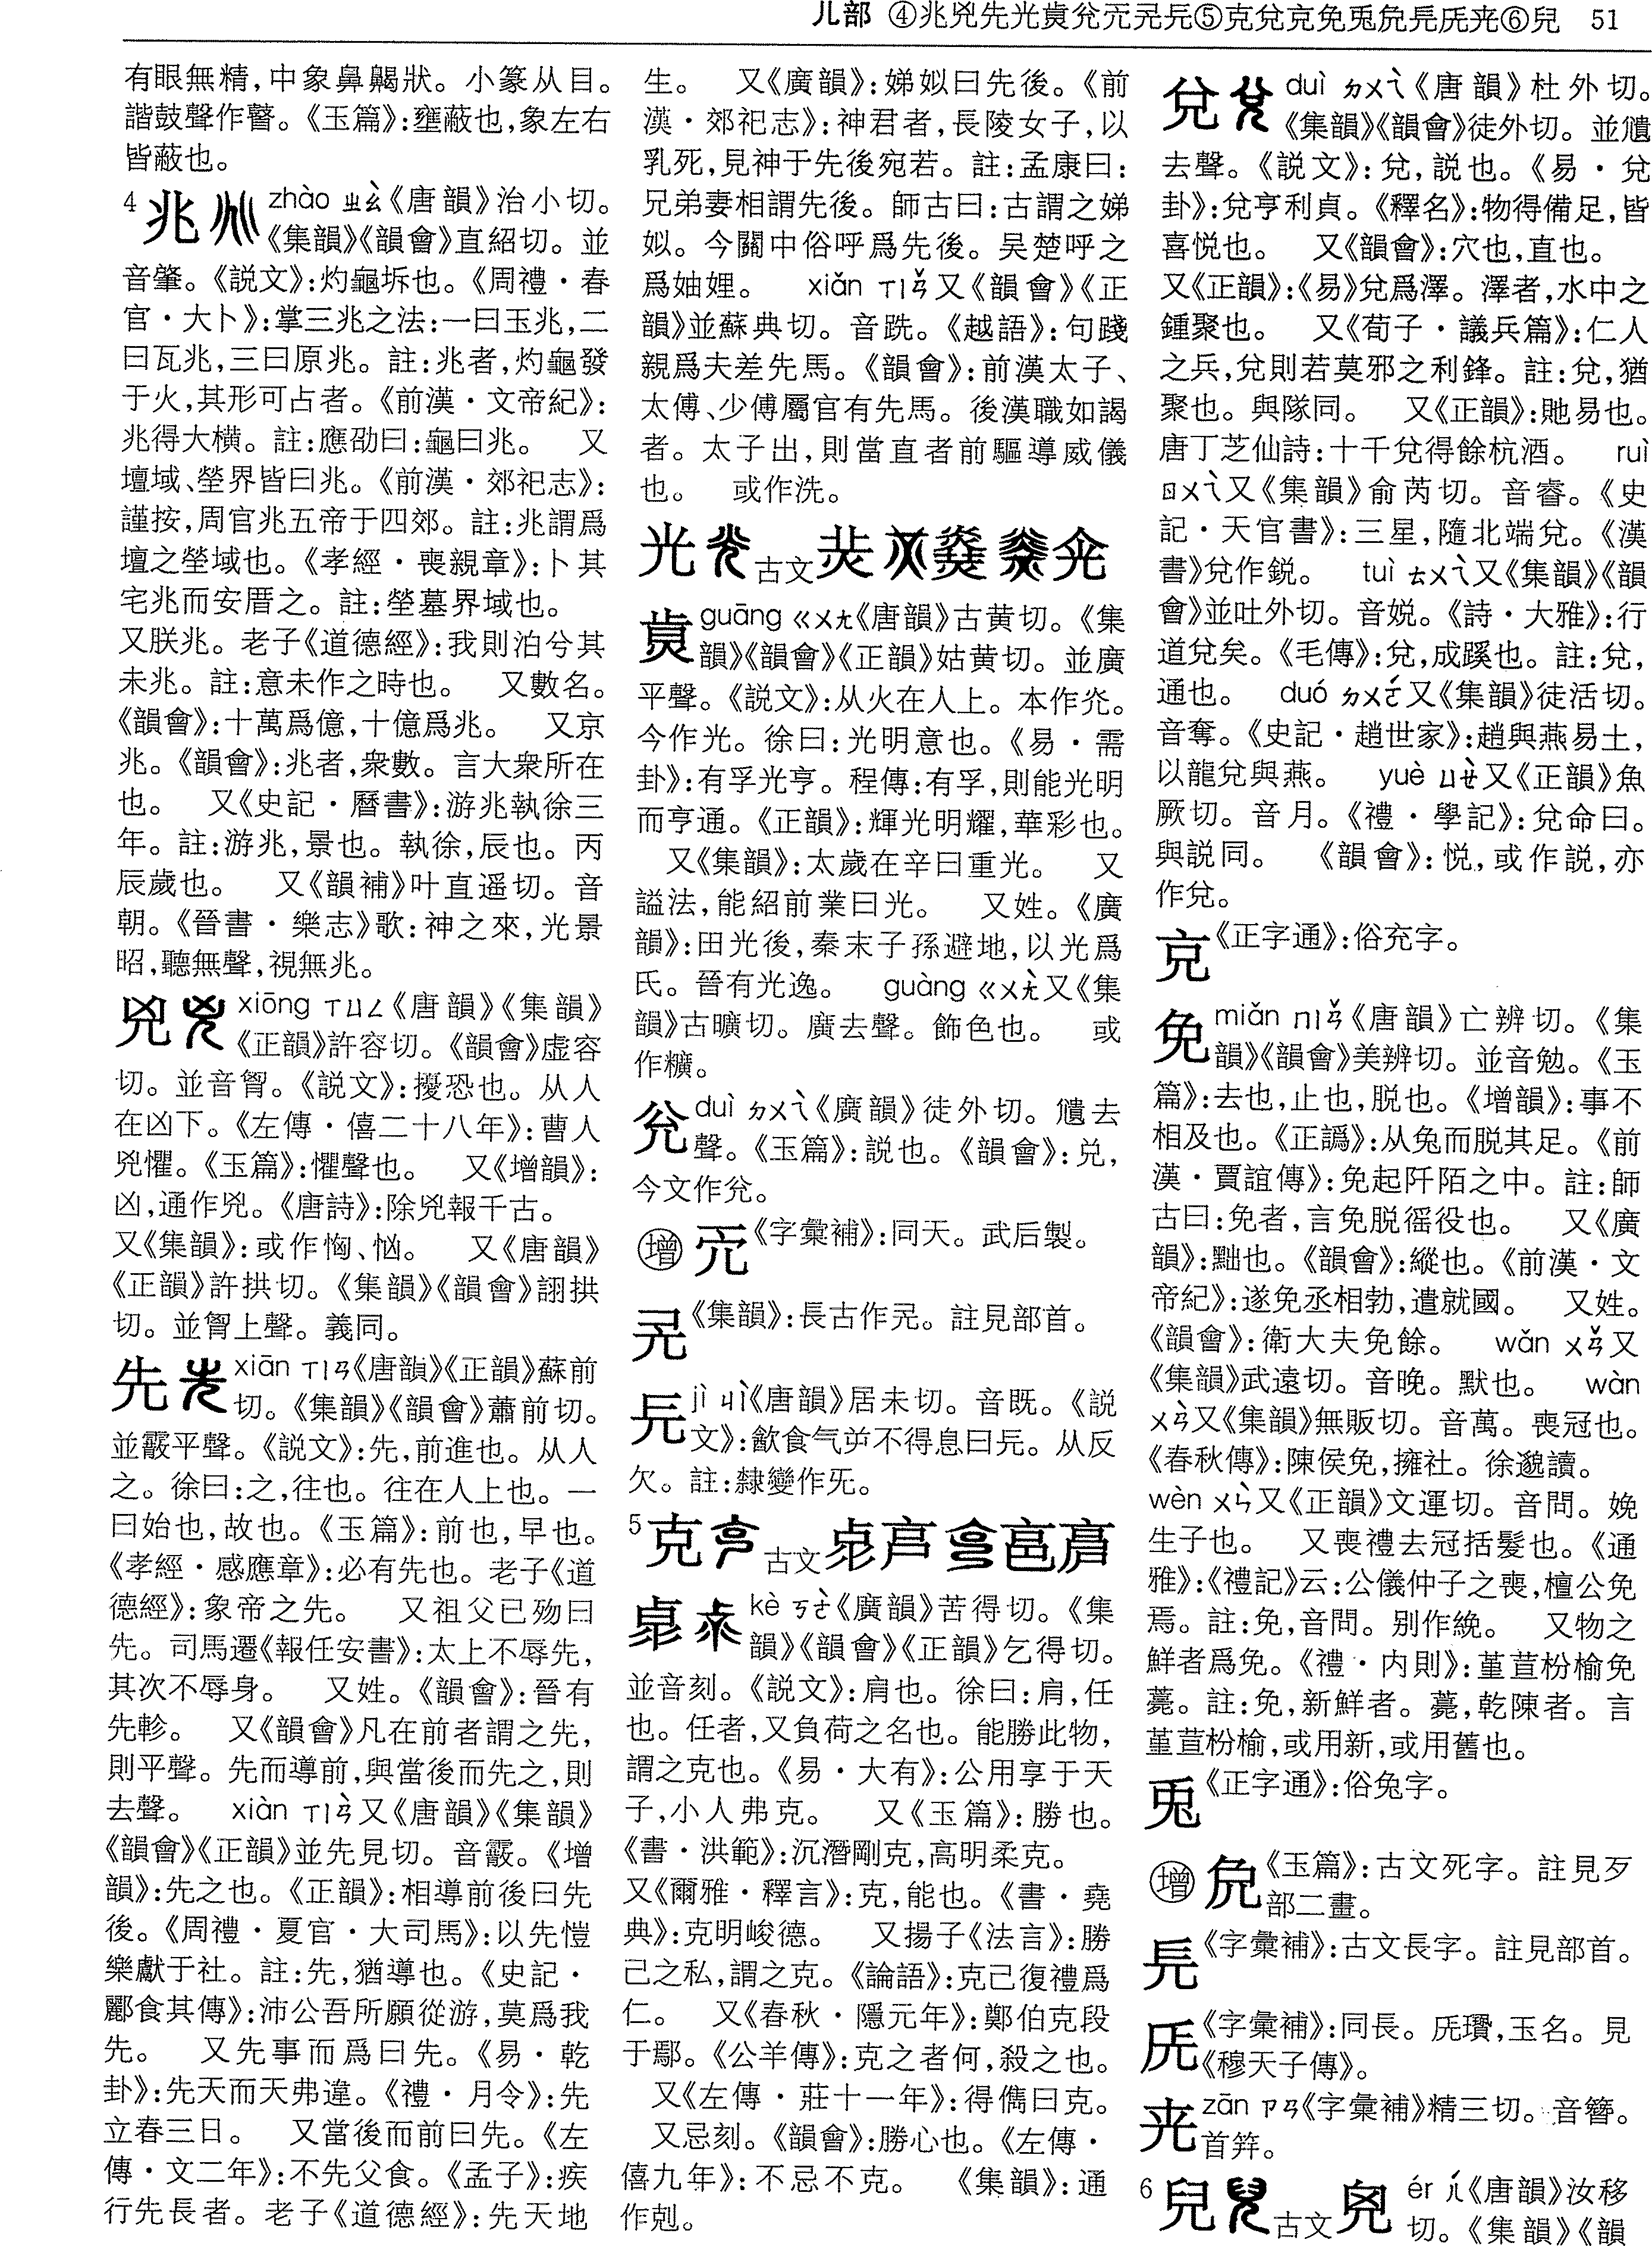 儿部 ④兆兇先光炗兊兂兀⑤克兌免兎⑥兒 51
有眼無精，中象鼻齃狀。小篆从目。
諧鼓聲作瞽。《玉篇》：壅蔽也，象左右
皆蔽也。
4 兆 zhào ㄓㄠˋ《唐韻》治小切。
《集韻》《韻會》直紹切。並
音肇。《説文》：灼龜坼也。《周禮・春
官・大卜》：掌三兆之法：一曰玉兆，二
曰瓦兆，三曰原兆。註：兆者，灼龜發
于火，其形可占者。《前漢・文帝紀》：
兆得大横。註：應劭曰：龜曰兆。 又
壇域、塋界皆曰兆。《前漢・郊祀志》：
謹按，周官兆五帝于四郊。註：兆謂爲
壇之塋域也。《孝經・喪親章》：卜其
宅兆而安厝之。註：塋墓界域也。
又朕兆。老子《道德經》：我則泊兮其
未兆。註：意未作之時也。 又數名。
《韻會》：十萬爲億，十億爲兆。 又京
兆。《韻會》：兆者，衆數。言大衆所在
也。 又《史記・曆書》：游兆執徐三
年。註：游兆，景也。執徐，辰也。丙
辰歲也。 又《韻補》叶直遥切。音
朝。《晉書・樂志》歌：神之來，光景
昭，聽無聲，視無兆。
兇 xiōng ㄒㄩㄥ《唐韻》《集韻》
《正韻》許容切。《韻會》虚容
切。並音胷。《説文》：擾恐也。从人
在凶下。《左傳・僖二十八年》：曹人
兇懼。《玉篇》：懼聲也。 又《增韻》：
凶，通作兇。《唐詩》：除兇報千古。
又《集韻》：或作恟、忷。 又《唐韻》
《正韻》許拱切。《集韻》《韻會》詡拱
切。並胷上聲。義同。
先 xiān ㄒㄧㄢ《唐韻》《正韻》蘇前
切。《集韻》《韻會》蕭前切。
並霰平聲。《説文》：先，前進也。从人
之。徐曰：之，往也。往在人上也。一
曰始也，故也。《玉篇》：前也，早也。
《孝經・感應章》：必有先也。老子《道
德經》：象帝之先。 又祖父已歾曰
先。司馬遷《報任安書》：太上不辱先，
其次不辱身。 又姓。《韻會》：晉有
先軫。 又《韻會》凡在前者謂之先，
則平聲。先而導前，與當後而先之，則
去聲。 xiàn ㄒㄧㄢˋ又《唐韻》《集韻》
《韻會》《正韻》並先見切。音霰。《增
韻》：先之也。《正韻》：相導前後曰先
後。《周禮・夏官・大司馬》：以先愷
樂獻于社。註：先，猶導也。《史記・
酈食其傳》：沛公吾所願從游，莫爲我
先。 又先事而爲曰先。《易・乾
卦》：先天而天弗違。《禮・月令》：先
立春三日。 又當後而前曰先。《左
傳・文二年》：不先父食。《孟子》：疾
行先長者。老子《道德經》：先天地
生。 又《廣韻》：娣姒曰先後。《前
漢・郊祀志》：神君者，長陵女子，以
乳死，見神于先後宛若。註：孟康曰：
兄弟妻相謂先後。師古曰：古謂之娣
姒。今關中俗呼爲先後。吴楚呼之
爲妯娌。 xiǎn ㄒㄧㄢˇ又《韻會》《正
韻》並蘇典切。音跣。《越語》：句踐
親爲夫差先馬。《韻會》：前漢太子、
太傅、少傅屬官有先馬。後漢職如謁
者。太子出，則當直者前驅導威儀
也。 或作洗。
光 古文
guāng ㄍㄨㄤ《唐韻》古黄切。《集
韻》《韻會》《正韻》姑黄切。並廣
平聲。《説文》：从火在人上。本作灮。
今作光。徐曰：光明意也。《易・需
卦》：有孚光亨。程傳：有孚，則能光明
而亨通。《正韻》：輝光明耀，華彩也。
又《集韻》：太歲在辛曰重光。 又
謚法，能紹前業曰光。 又姓。《廣
韻》：田光後，秦末子孫避地，以光爲
氏。晉有光逸。 guàng ㄍㄨㄤˋ又《集
韻》古曠切。廣去聲。飾色也。 或
作㸙。
兊 duì ㄉㄨㄟˋ《廣韻》徒外切。䫭去
聲。《玉篇》：説也。《韻會》：兑，
今文作兊。
增 《字彙補》：同天。武后製。
《集韻》：長古作兏。註見部首。
旡 jì ㄐㄧˋ《唐韻》居未切。音既。《説
文》：歙食气屰不得息曰旡。从反
欠。註：隸變作旡。
5 克 古文
kè ㄎㄜˋ《廣韻》苦得切。《集
韻》《韻會》《正韻》乞得切。
並音刻。《説文》：肩也。徐曰：肩，任
也。任者，又負荷之名也。能勝此物，
謂之克也。《易・大有》：公用享于天
子，小人弗克。 又《玉篇》：勝也。
《書・洪範》：沉潛剛克，高明柔克。
又《爾雅・釋言》：克，能也。《書・堯
典》：克明峻德。 又揚子《法言》：勝
己之私，謂之克。《論語》：克己復禮爲
仁。 又《春秋・隱元年》：鄭伯克段
于鄢。《公羊傳》：克之者何，殺之也。
又《左傳・莊十一年》：得儁曰克。
又忌刻。《韻會》：勝心也。《左傳・
僖九年》：不忌不克。 《集韻》：通
作剋。
兌 duì ㄉㄨㄟˋ《唐韻》杜外切。
《集韻》《韻會》徒外切。並
去聲。《説文》：兌，説也。《易・兌
卦》：兌亨利貞。《釋名》：物得備足，皆
喜悦也。 又《韻會》：穴也，直也。
又《正韻》：《易》兌爲澤。澤者，水中之
鍾聚也。 又《荀子・議兵篇》：仁人
之兵，兌則若莫邪之利鋒。註：兌，猶
聚也。與隊同。 又《正韻》：貤易也。
唐丁芝仙詩：十千兌得餘杭酒。 ruì
ㄖㄨㄟˋ又《集韻》俞芮切。音睿。《史
記・天官書》：三星，隨北端兌。《漢
書》兌作鋭。 tuì ㄊㄨㄟˋ又《集韻》《韻
會》並吐外切。音娧。《詩・大雅》：行
道兌矣。《毛傳》：兌，成蹊也。註：兌，
通也。 duó ㄉㄨㄛˊ又《集韻》徒活切。
音奪。《史記・趙世家》：趙與燕易土，
以龍兌與燕。 yuè ㄩㄝˋ又《正韻》魚
厥切。音月。《禮・學記》：兌命曰。
與説同。 《韻會》：悦，或作説，亦
作兌。
《正字通》：俗充字。
免 miǎn ㄇㄧㄢˇ《唐韻》亡辨切。《集
韻》《韻會》美辨切。並音勉。《玉
篇》：去也，止也，脱也。《增韻》：事不
相及也。《正譌》：从兔而脱其足。《前
漢・賈誼傳》：免起阡陌之中。註：師
古曰：免者，言免脱徭役也。 又《廣
韻》：黜也。《韻會》：縱也。《前漢・文
帝紀》：遂免丞相勃，遣就國。 又姓。
《韻會》：衛大夫免餘。 wǎn ㄨㄢˇ又
《集韻》武遠切。音晚。默也。 wàn
ㄨㄢˋ又《集韻》無販切。音萬。喪冠也。
《春秋傳》：陳侯免，擁社。徐邈讀。
wèn ㄨㄣˋ又《正韻》文運切。音問。娩
生子也。 又喪禮去冠括髮也。《通
雅》：《禮記》云：公儀仲子之喪，檀公免
焉。註：免，音問。别作絻。 又物之
鮮者爲免。《禮・内則》：堇荁枌榆免
薧。註：免，新鮮者。薧，乾陳者。言
堇荁枌榆，或用新，或用舊也。
兎 《正字通》：俗兔字。
增 《玉篇》：古文死字。註見歹
部二畫。
《字彙補》：古文長字。註見部首。
《字彙補》：同長。兏瓚，玉名。見
《穆天子傳》。
zān ㄗㄢ《字彙補》精三切。音簪。
首筓。
6 兒 古文 ér ㄦˊ《唐韻》汝移
切。《集韻》《韻